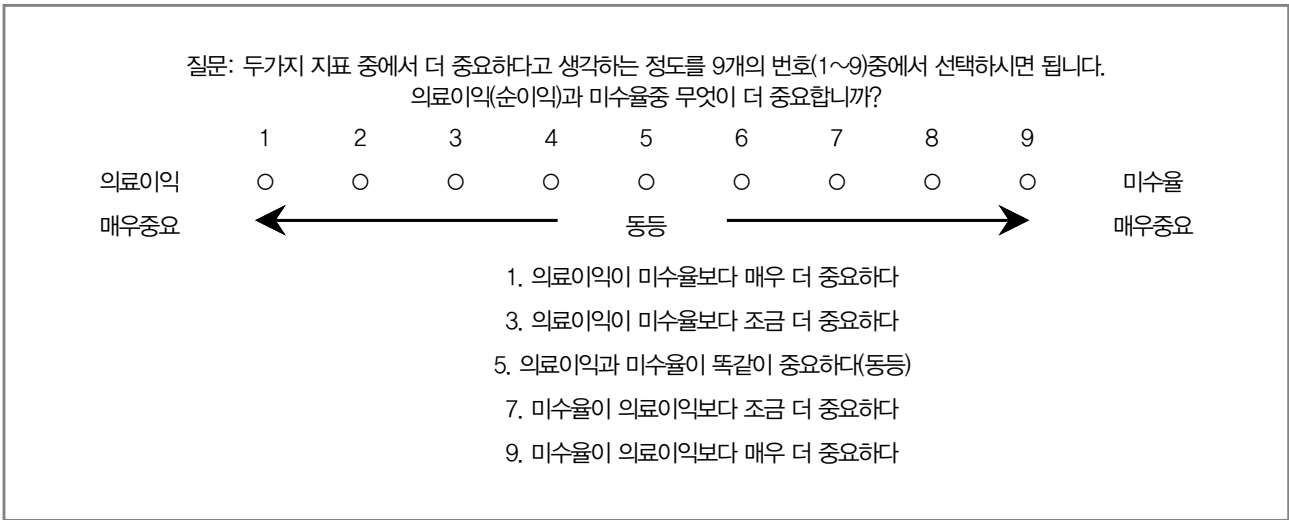 질문: 두가지 지표 중에서 더 중요하다고 생각하는 정도를 9개의 번호(1~9)중에서 선택하시면 됩니다.
의료이익(순이익)과 미수율중 무엇이 더 중요합니까?
1 2 3 4 5 6 7 8 9
의료이익 ○ ○ ○ ○ ○ ○ ○ ○ ○ 미수율
매우중요 동등 매우중요
1. 의료이익이 미수율보다 매우 더 중요하다
3. 의료이익이 미수율보다 조금 더 중요하다
5. 의료이익과 미수율이 똑같이 중요하다(동등)
7. 미수율이 의료이익보다 조금 더 중요하다
9. 미수율이 의료이익보다 매우 더 중요하다